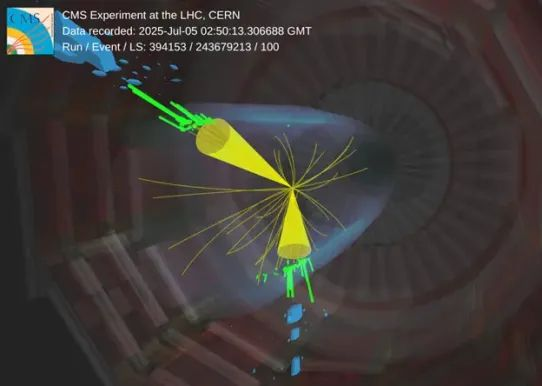 CMS
CMS Experiment at the LHC, CERN
Data recorded: 2025-Jul-05 02:50:13.306688 GMT
Run / Event / LS: 394153 / 243679213 / 100